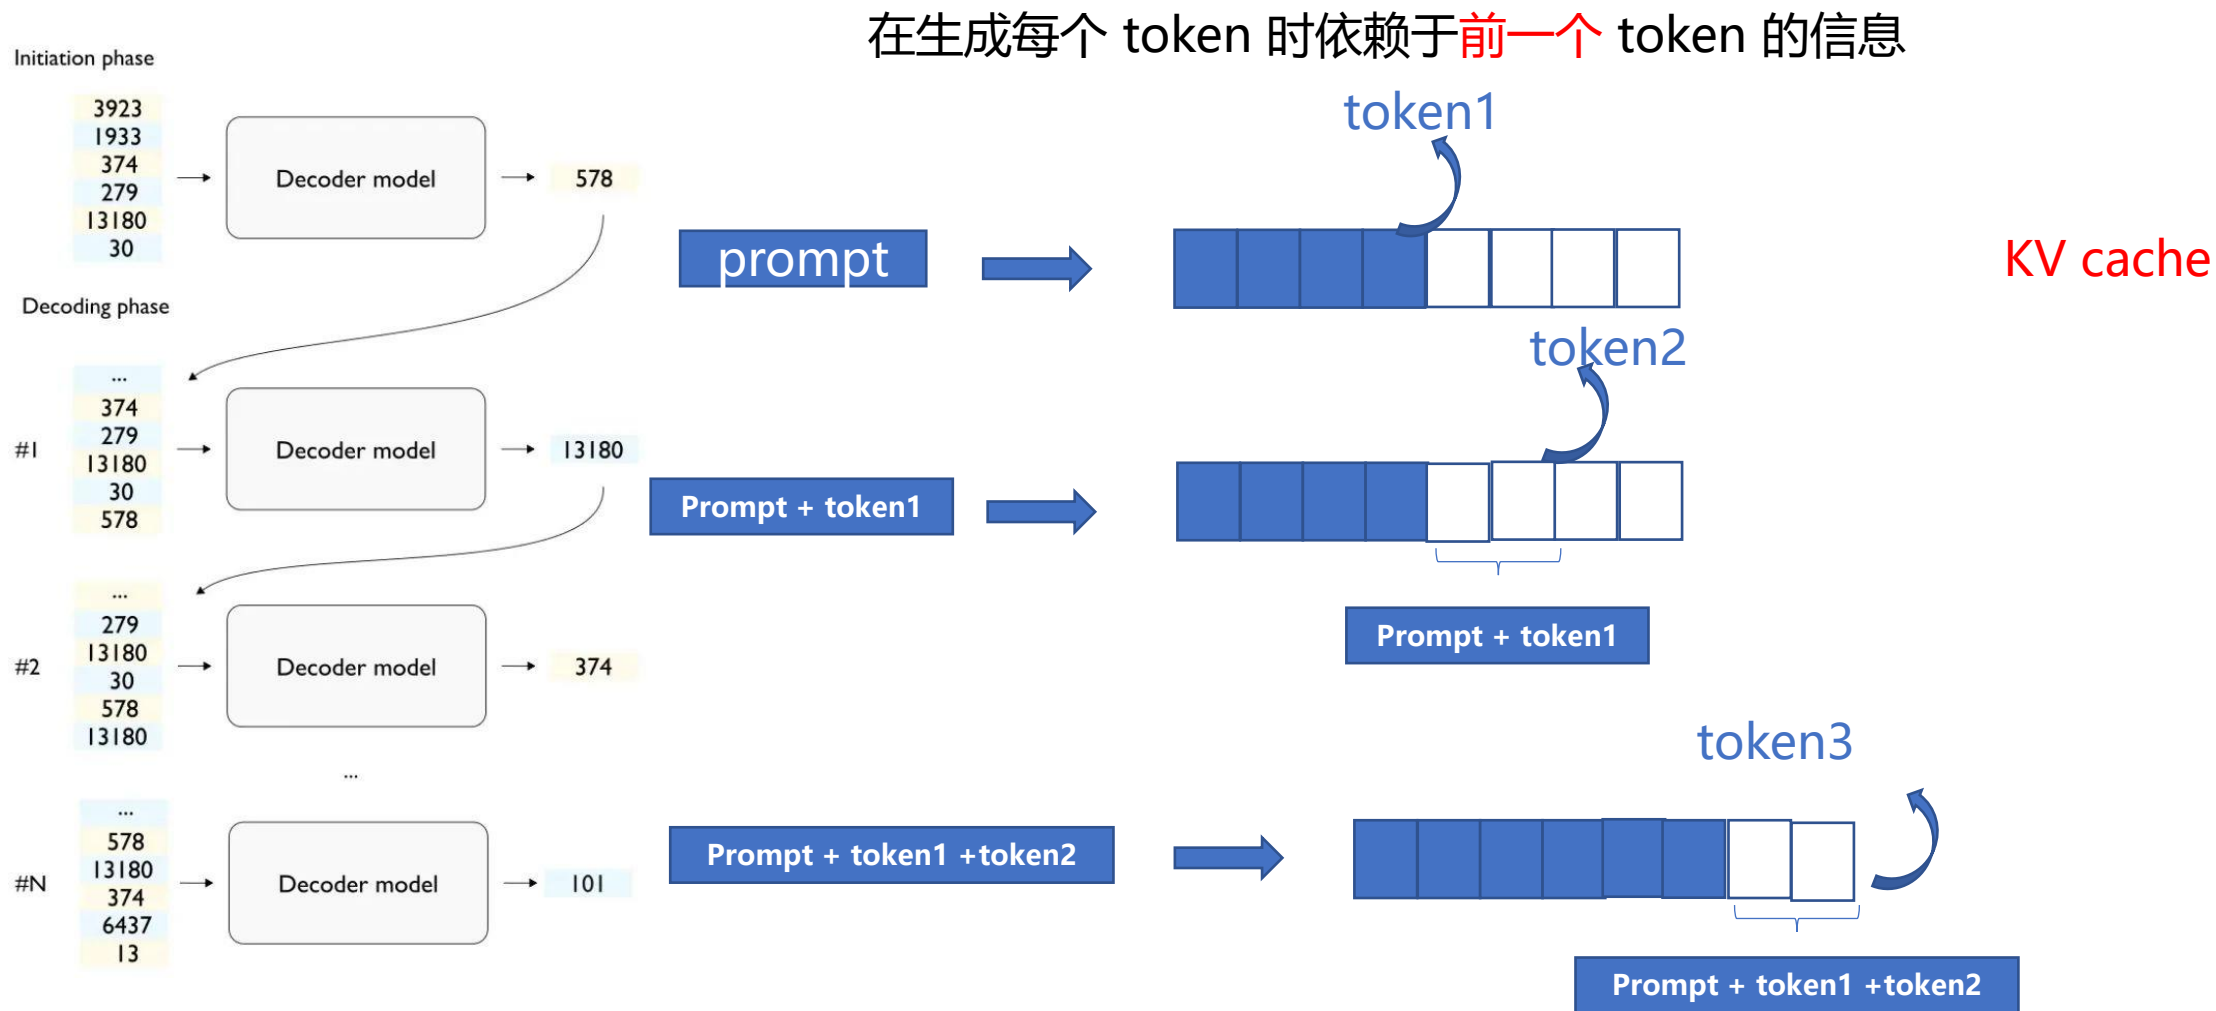 在生成每个 token 时依赖于前一个 token 的信息
Initiation phase
3923
1933
374
279
13180
30
Decoder model
578
Decoding phase
#1
...
374
279
13180
30
578
Decoder model
13180
#2
...
279
13180
30
578
13180
Decoder model
374
...
#N
...
578
13180
374
6437
13
Decoder model
101
token1
prompt
KV cache
token2
Prompt + token1
Prompt + token1
token3
Prompt + token1 +token2
Prompt + token1 +token2